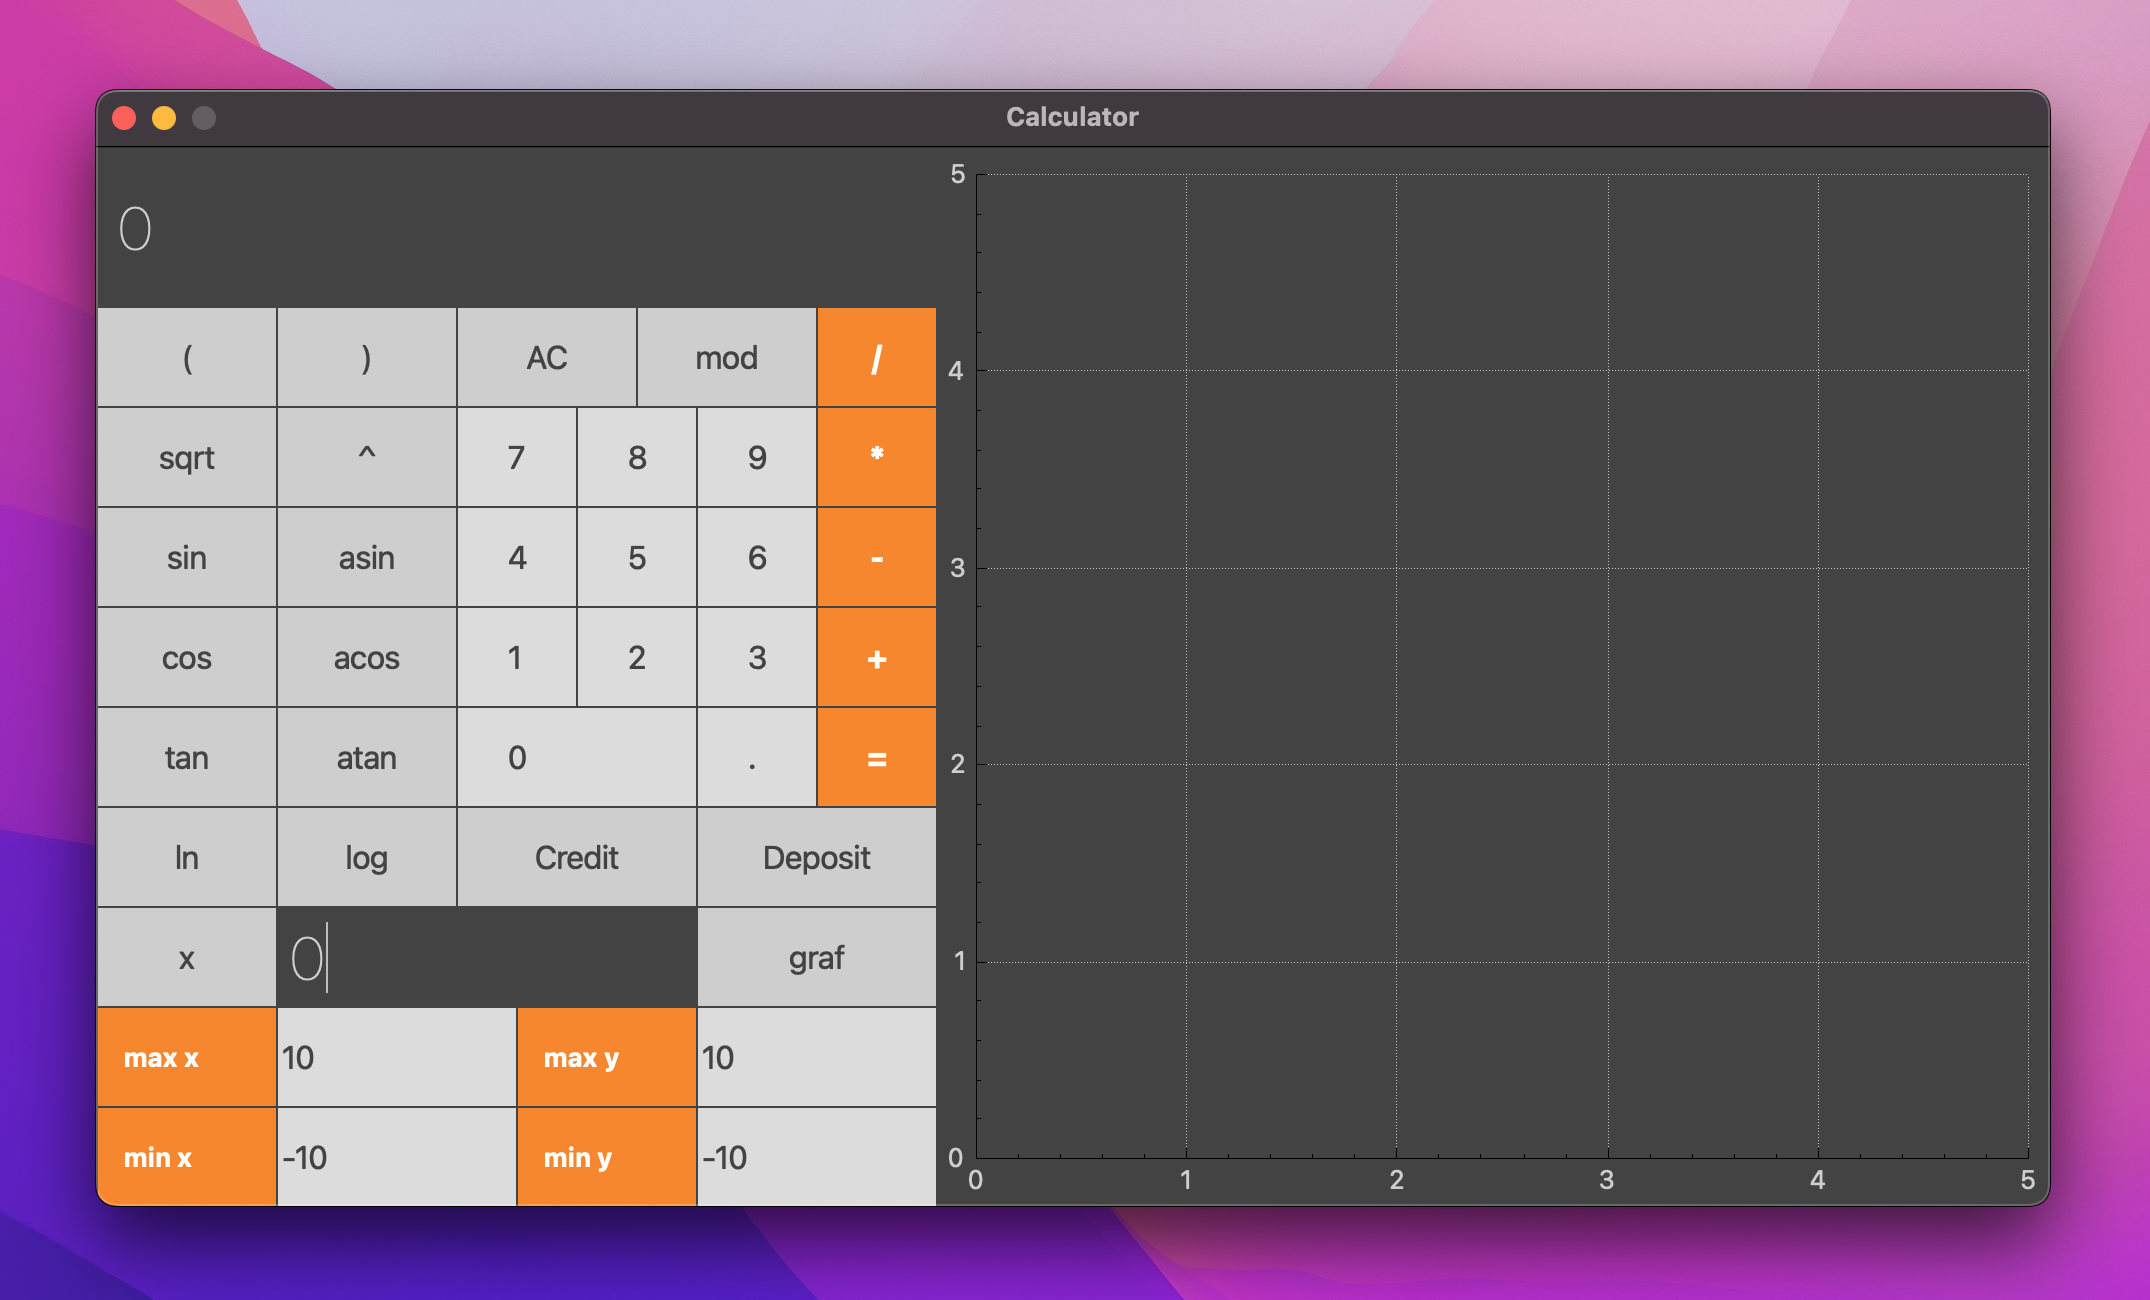 Calculator
0
( ) AC mod /
sqrt ^ 7 8 9 *
sin asin 4 5 6 -
cos acos 1 2 3 +
tan atan 0 . =
ln log Credit Deposit
x 0 graf
max x 10 max y 10
min x -10 min y -10
5
4
3
2
1
0
0 1 2 3 4 5